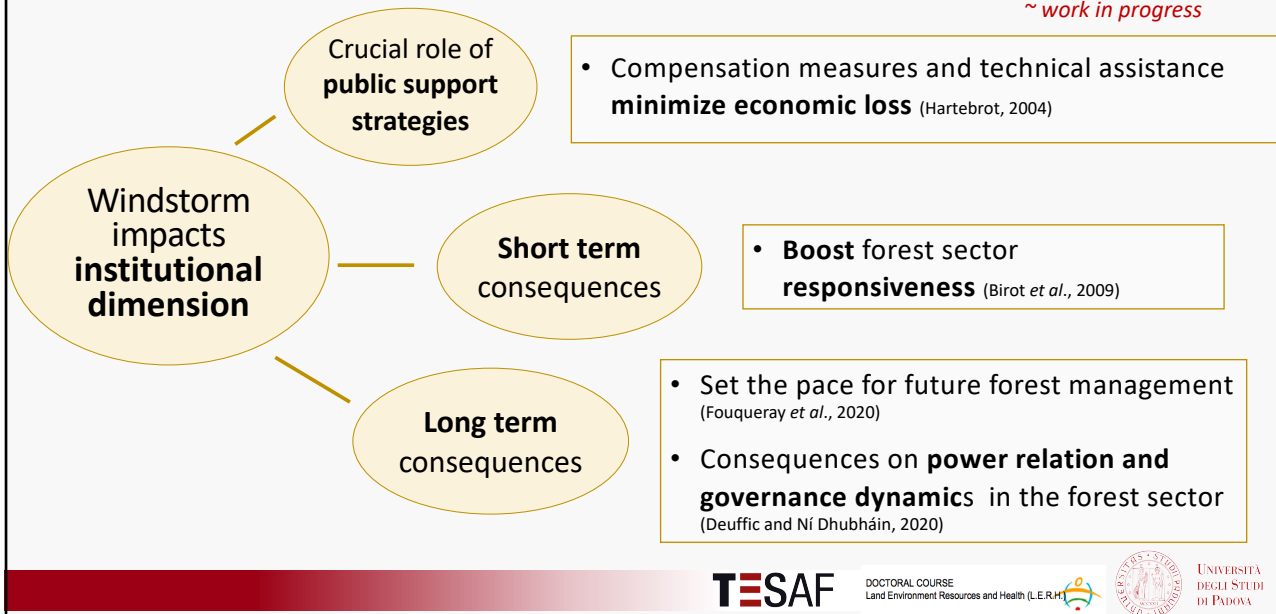 ~ work in progress
Crucial role of
public support
strategies
• Compensation measures and technical assistance
minimize economic loss (Hartebrot, 2004)
Windstorm
impacts
institutional
dimension
Short term
consequences
• Boost forest sector
responsiveness (Birot et al., 2009)
Long term
consequences
• Set the pace for future forest management
(Fouqueray et al., 2020)
• Consequences on power relation and
governance dynamics in the forest sector
(Deuffic and Ní Dhubháin, 2020)
TESAF
DOCTORAL COURSE
Land Environment Resources and Health (L.E.R.H.)
UNIVERSITÀ
DEGLI STUDI
DI PADOVA